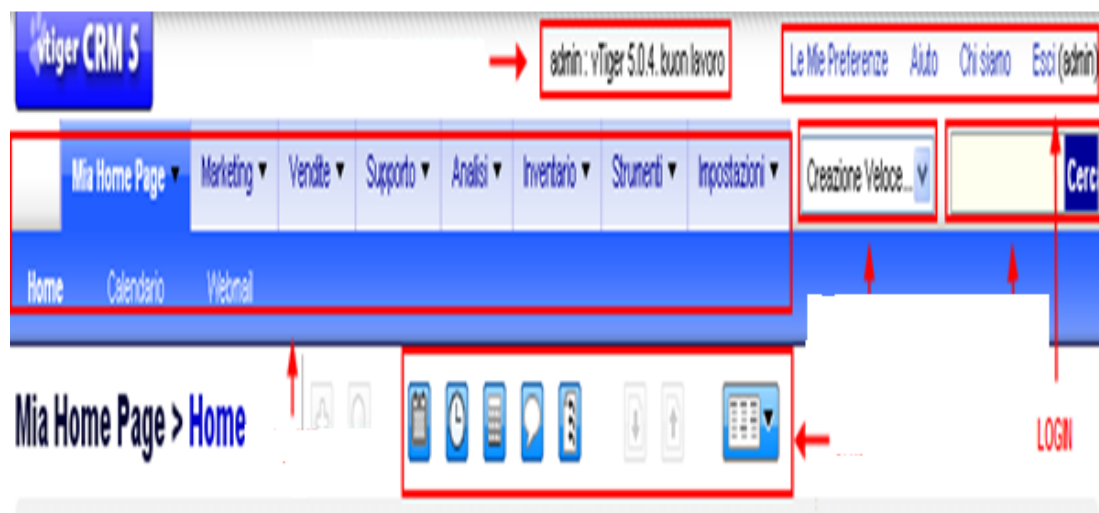 vtiger CRM 5
admin : vTiger 5.0.4. buon lavoro
Le Mie Preferenze Aiuto Chi siamo Esci (admin)
Mia Home Page Marketing Vendite Supporto Analisi Inventario Strumenti Impostazioni
Creazione Veloce...
Cerc
Home Calendario Webmail
Mia Home Page > Home
LOGIN